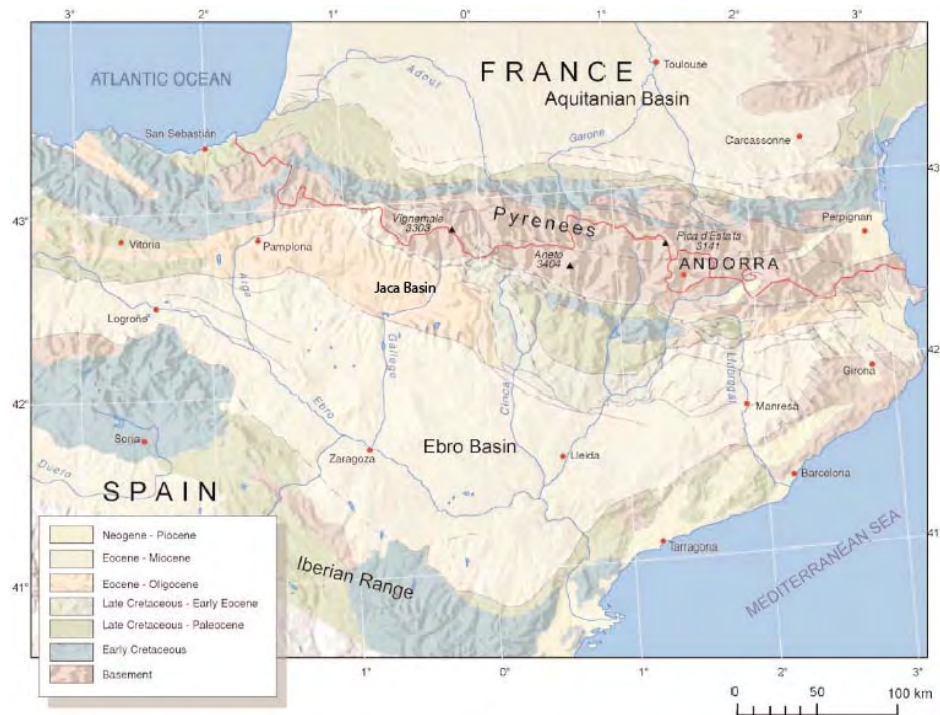 3°
2°
1°
0°
1°
2°
3°
ATLANTIC OCEAN
FRANCE
Toulouse
Adour
Aquitanian Basin
Garone
Carcassonne
San Sebastián
43°
43°
Pyrenees
Vignemale
3303
Perpignan
Pica d'Estats
3141
Vitoria
Pamplona
Aneto
3404
ANDORRA
Jaca Basin
Arga
Logroño
Gallego
Cinca
Llobregat
42°
Girona
42°
Ebro
Manresa
Soria
Ebro Basin
Zaragoza
Lleida
Barcelona
Duero
SPAIN
Tarragona
MEDITERRANEAN SEA
41°
Iberian Range
41°
Neogene - Piocene
Eocene - Miocene
Eocene - Oligocene
Late Cretaceous - Early Eocene
Late Cretaceous - Paleocene
Early Cretaceous
Basement
1°
0°
1°
2°
3°
0
50
100 km